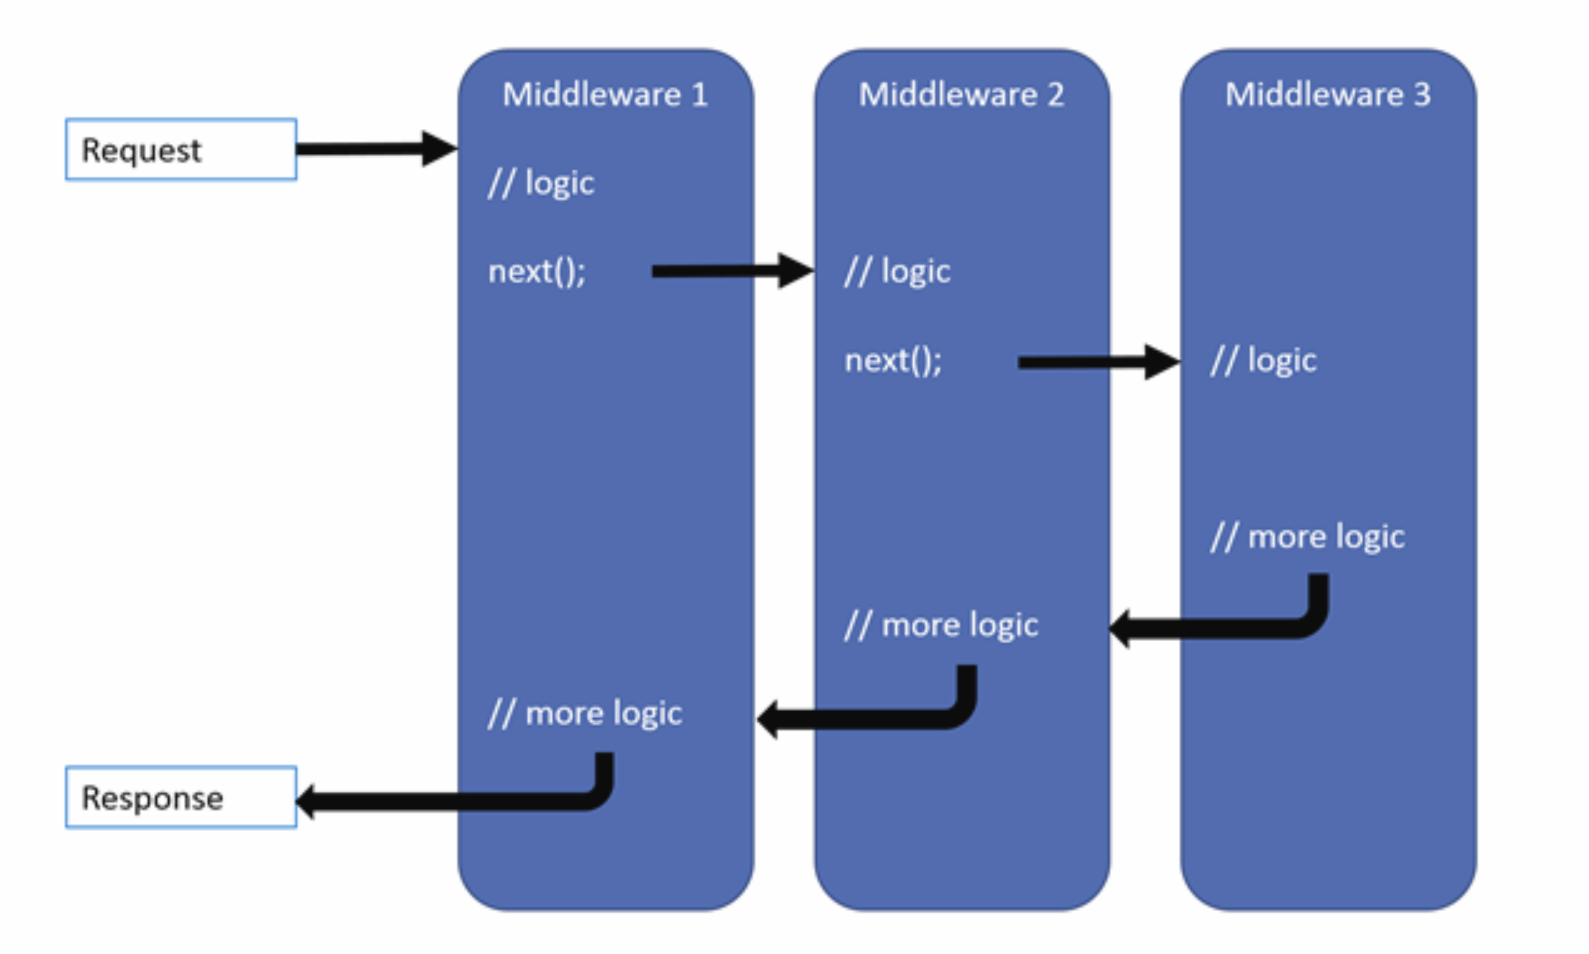 Middleware 1
Middleware 2
Middleware 3
Request
// logic
next();
// logic
next();
// logic
// more logic
// more logic
// more logic
Response